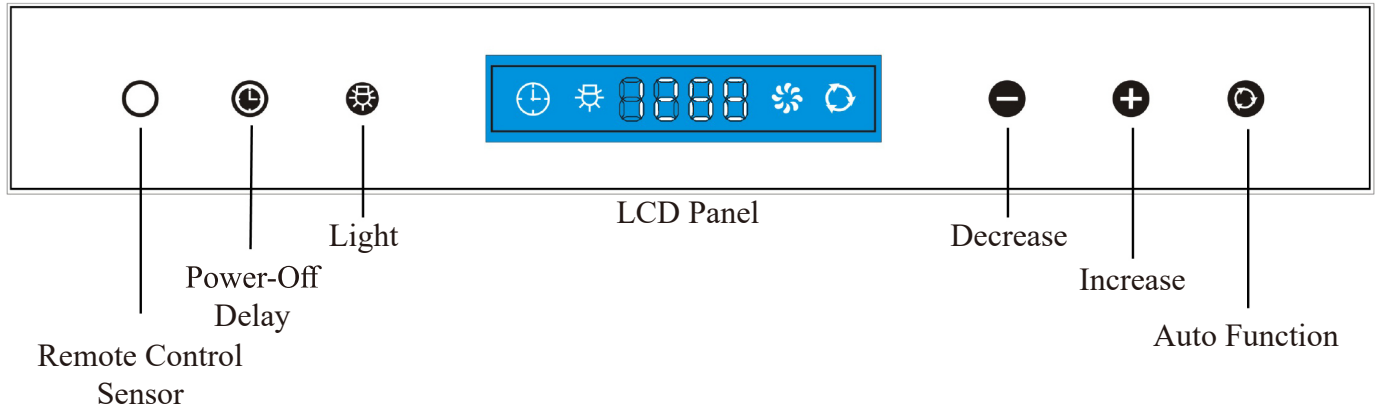 LCD Panel
Light
Decrease
Power-Off
Delay
Increase
Auto Function
Remote Control
Sensor